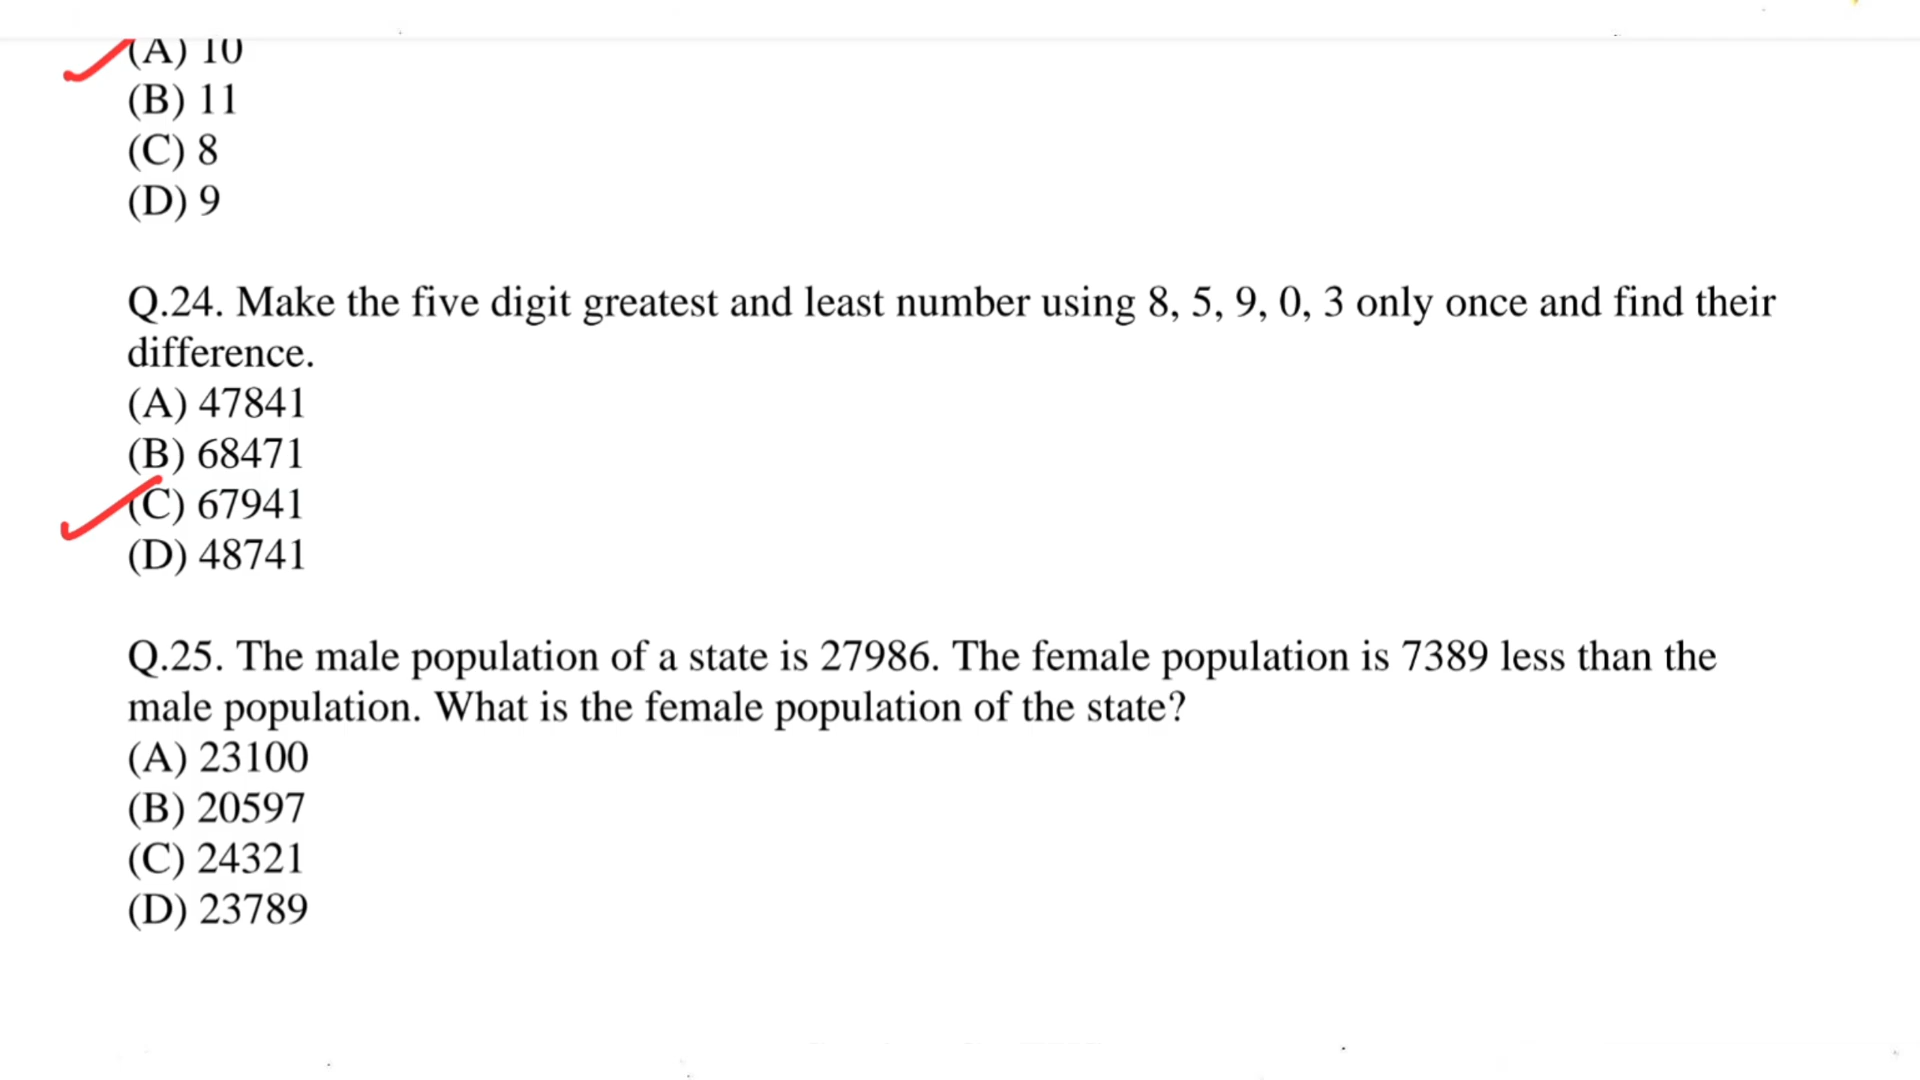 (A) 10
(B) 11
(C) 8
(D) 9
Q.24. Make the five digit greatest and least number using 8, 5, 9, 0, 3 only once and find their
difference.
(A) 47841
(B) 68471
(C) 67941
(D) 48741
Q.25. The male population of a state is 27986. The female population is 7389 less than the
male population. What is the female population of the state?
(A) 23100
(B) 20597
(C) 24321
(D) 23789